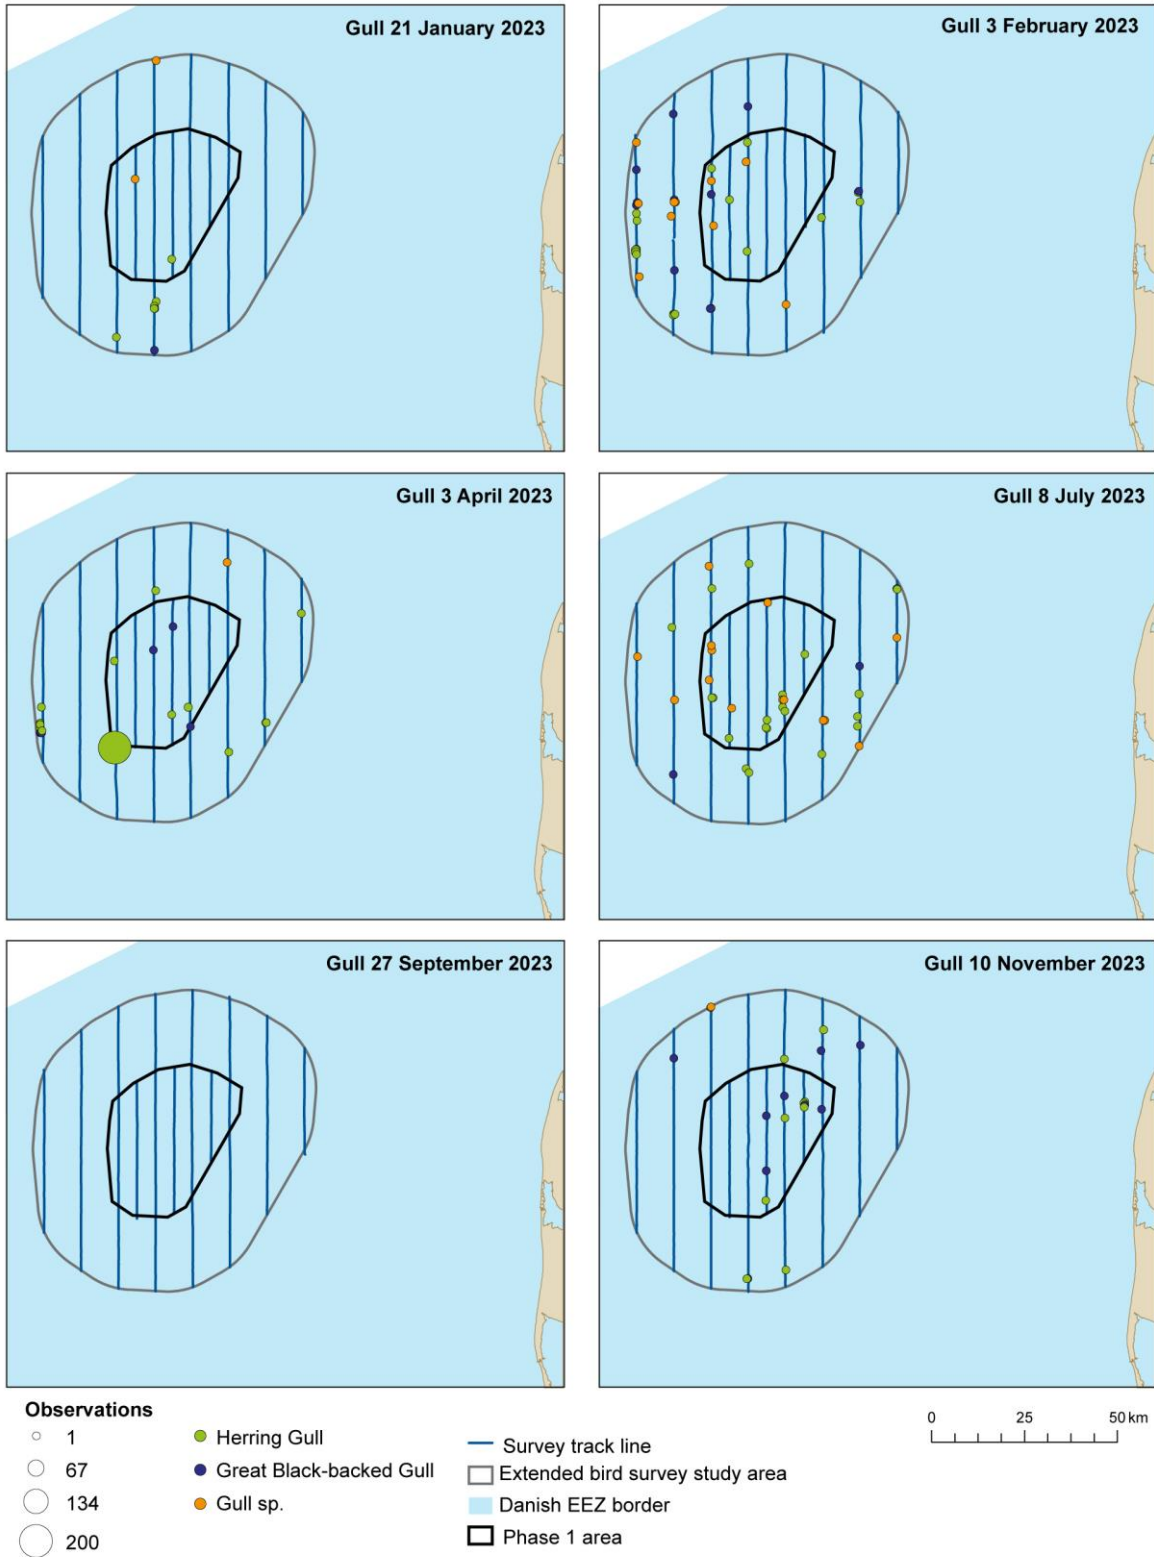 Gull 21 January 2023
Gull 3 February 2023
Gull 3 April 2023
Gull 8 July 2023
Gull 27 September 2023
Gull 10 November 2023
Observations
1
67
134
200
Herring Gull
Great Black-backed Gull
Gull sp.
Survey track line
Extended bird survey study area
Danish EEZ border
Phase 1 area
0 25 50 km